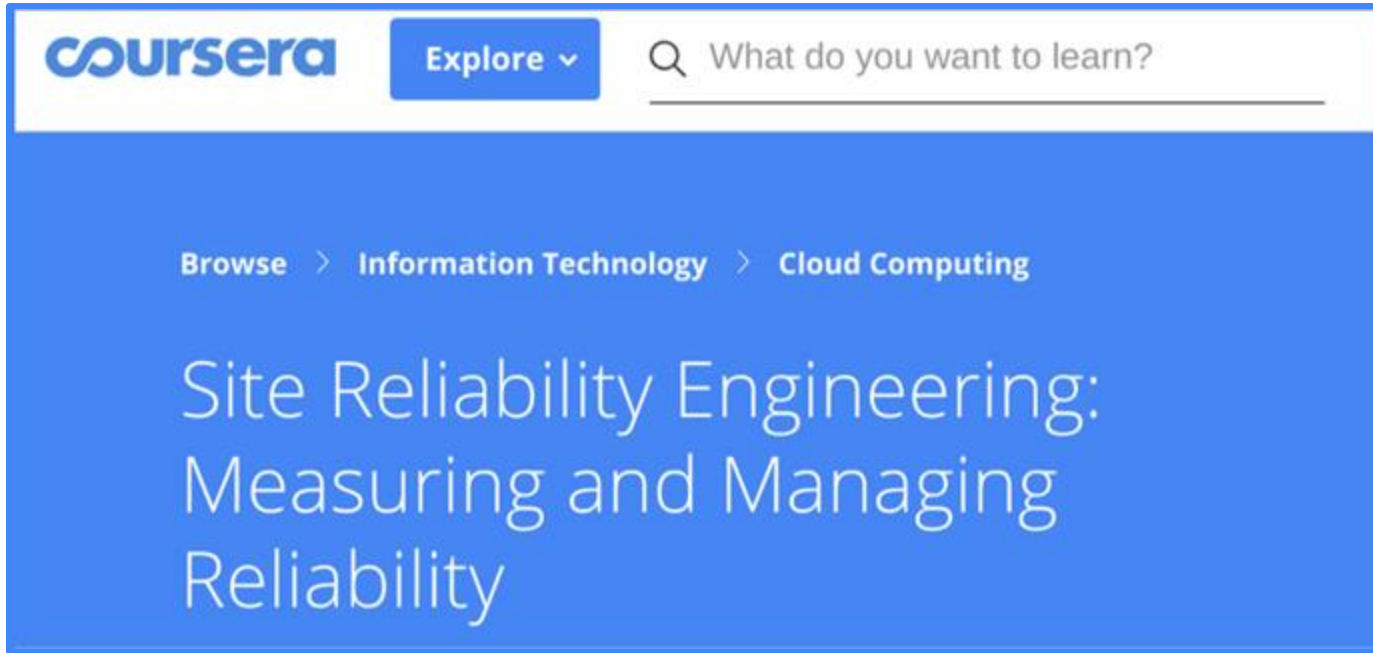 coursera Explore What do you want to learn?
Browse > Information Technology > Cloud Computing
Site Reliability Engineering:
Measuring and Managing
Reliability